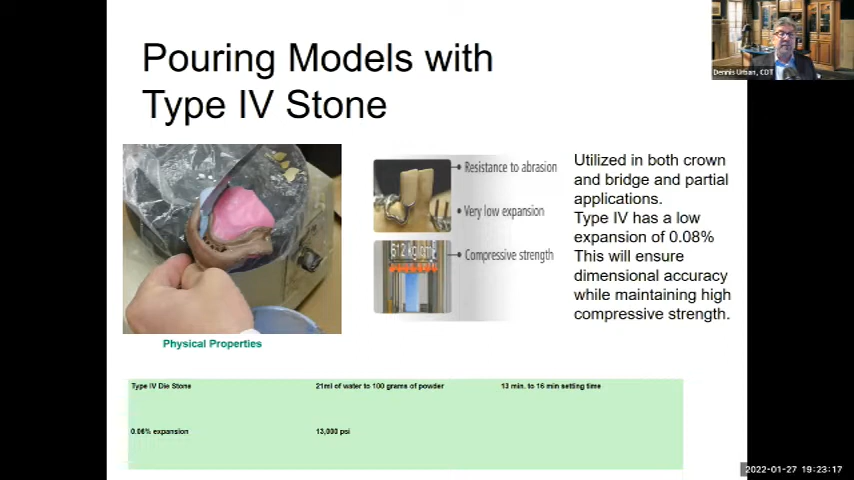 Pouring Models with
Type IV Stone
Dennis Urban, CDT
Resistance to abrasion
Very low expansion
Compressive strength
Utilized in both crown
and bridge and partial
applications.
Type IV has a low
expansion of 0.08%
This will ensure
dimensional accuracy
while maintaining high
compressive strength.
Physical Properties
Type IV Die Stone
21ml of water to 100 grams of powder
13 min. to 16 min setting time
0.06% expansion
13,000 psi
2022-01-27 19:23:17